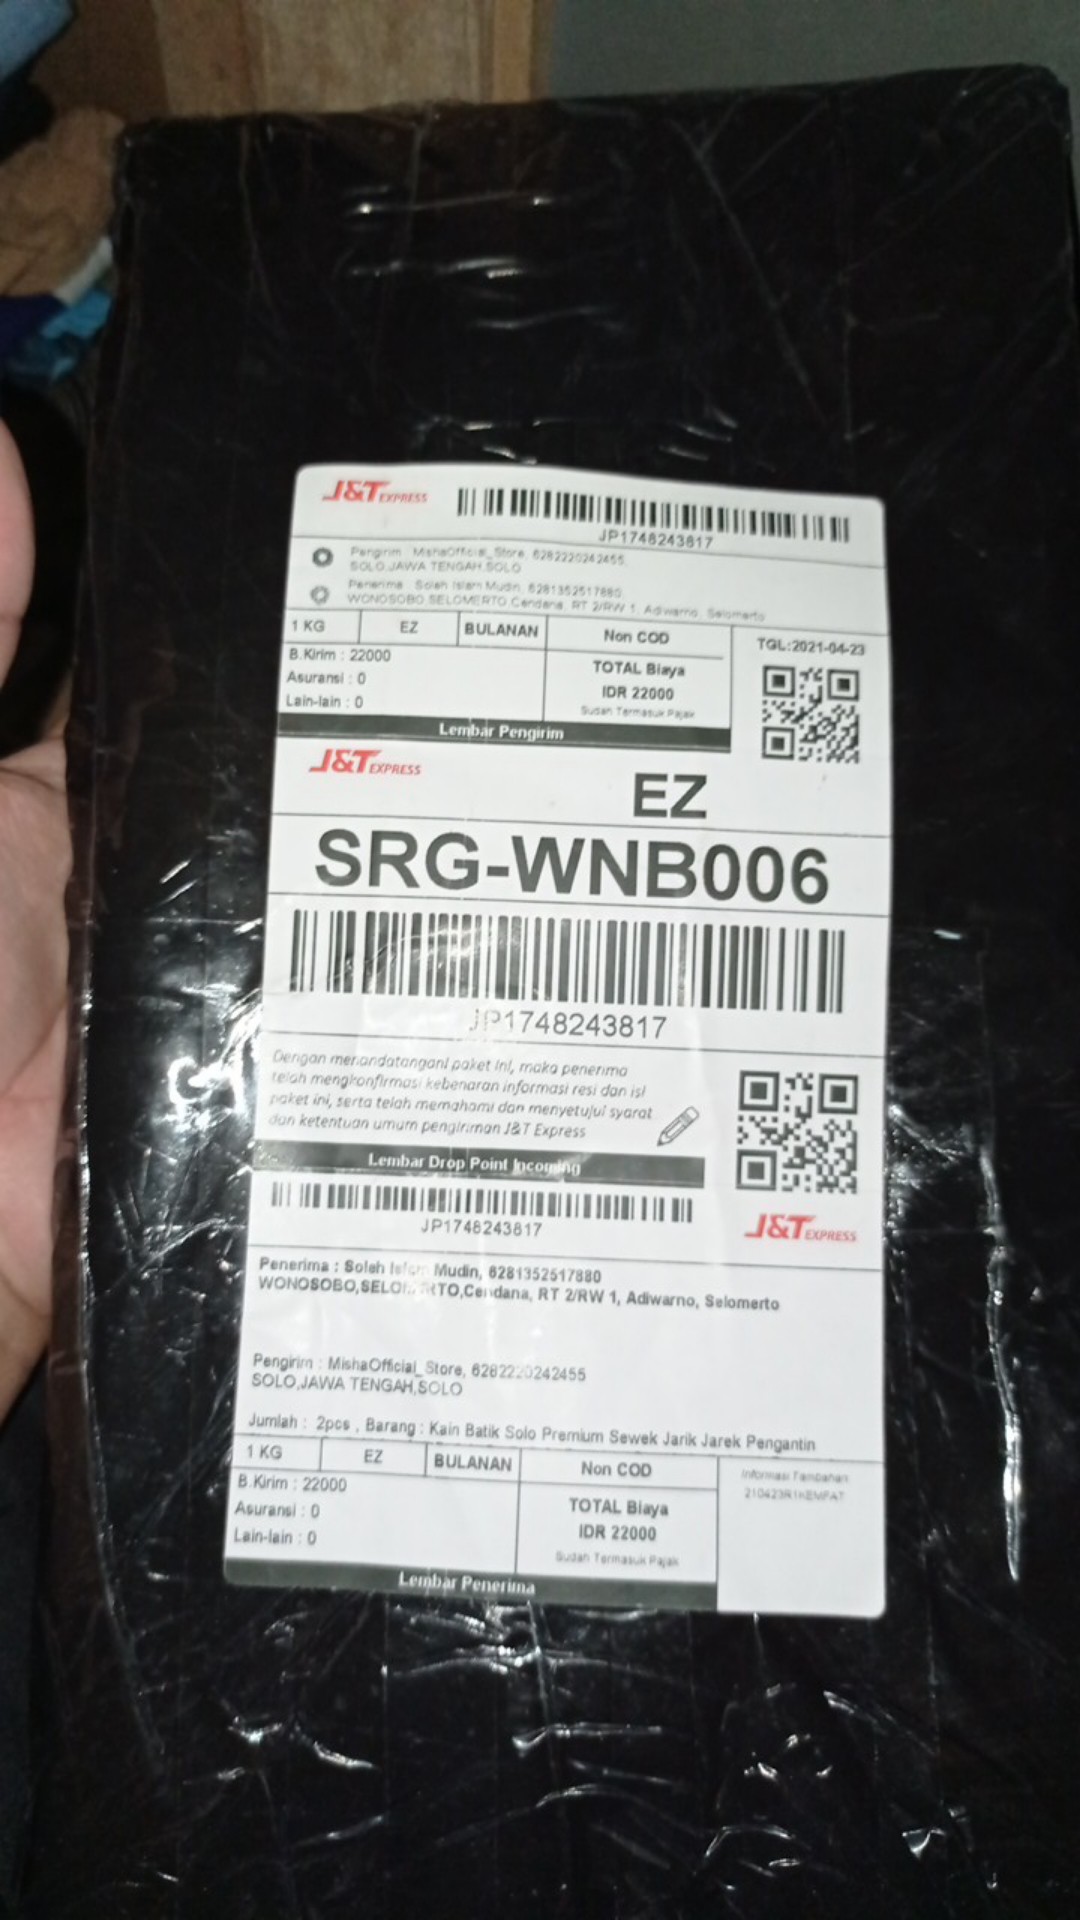 J&T EXPRESS
JP1748243817
Pengirim : MishaOfficial_Store, 6282220242455,
SOLO,JAWA TENGAH,SOLO
Penerima : Soleh Islam Mudin, 6281352517880
WONOSOBO,SELOMERTO,Cendana, RT 2/RW 1, Adiwarno, Selomerto
1 KG EZ BULANAN Non COD
TGL:2021-04-23
B.Kirim : 22000
Asuransi : 0
Lain-lain : 0
TOTAL Biaya
IDR 22000
Sudah Termasuk Pajak
Lembar Pengirim
J&T EXPRESS
EZ
SRG-WNB006
JP1748243817
Dengan menandatangani paket ini, maka penerima
telah mengkonfirmasi kebenaran informasi resi dan isi
paket ini, serta telah memahami dan menyetujui syarat
dan ketentuan umum pengiriman J&T Express
Lembar Drop Point Incoming
JP1748243817
J&T EXPRESS
Penerima : Soleh Islam Mudin, 6281352517880
WONOSOBO,SELOMERTO,Cendana, RT 2/RW 1, Adiwarno, Selomerto
Pengirim : MishaOfficial_Store, 6282220242455
SOLO,JAWA TENGAH,SOLO
Jumlah : 2pcs , Barang : Kain Batik Solo Premium Sewek Jarik Jarek Pengantin
1 KG EZ BULANAN Non COD
B.Kirim : 22000
Asuransi : 0
Lain-lain : 0
TOTAL Biaya
IDR 22000
Sudah Termasuk Pajak
Informasi Tambahan
Lembar Penerima